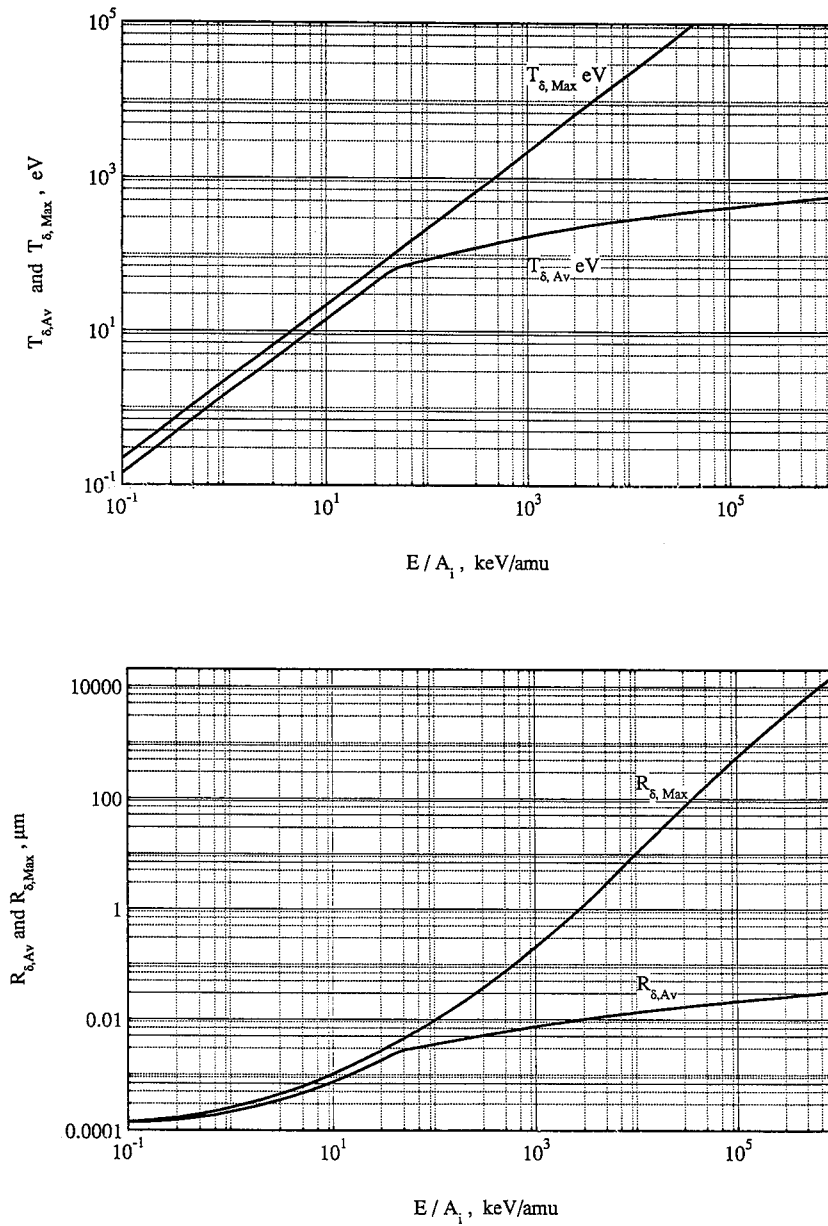 10^5
10^3
10^1
10^-1
T_δ,Av and T_δ,Max , eV
T_δ, Max eV
T_δ, Av eV
10^-1
10^1
10^3
10^5
E / A_i , keV/amu
10000
100
1
0.01
0.0001
R_δ,Av and R_δ,Max , μm
R_δ, Max
R_δ,Av
10^-1
10^1
10^3
10^5
E / A_i , keV/amu